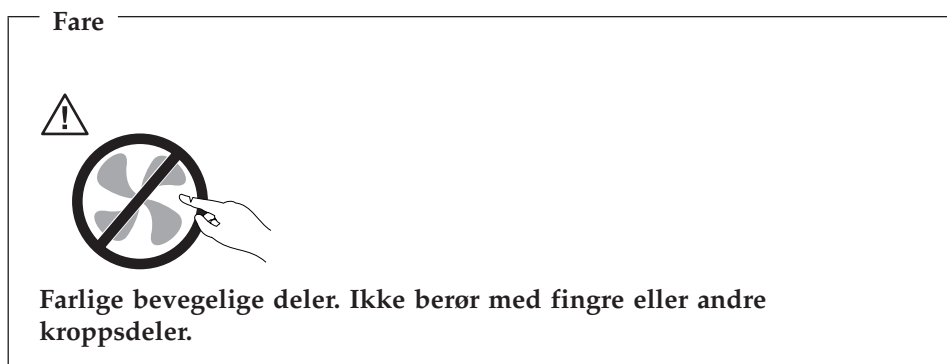 Fare
Farlige bevegelige deler. Ikke berør med fingre eller andre
kroppsdeler.